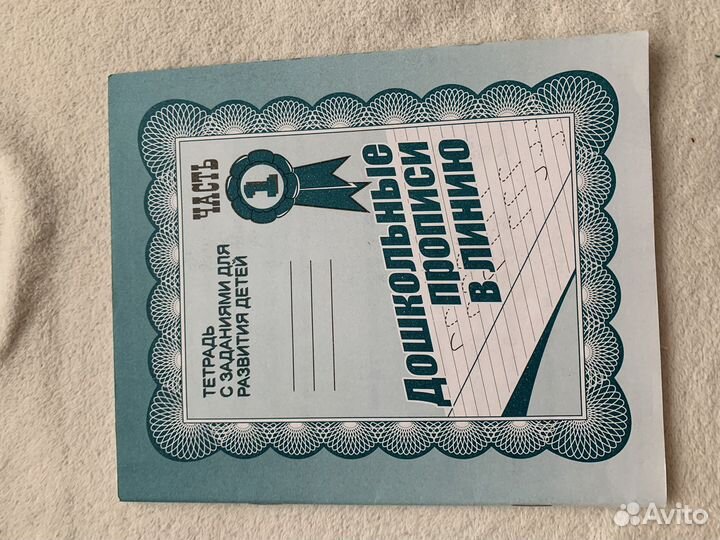 ТЕТРАДЬ
С ЗАДАНИЯМИ ДЛЯ
РАЗВИТИЯ ДЕТЕЙ
ЧАСТЬ
1
ДОШКОЛЬНЫЕ
ПРОПИСИ
В ЛИНИЮ
Avito